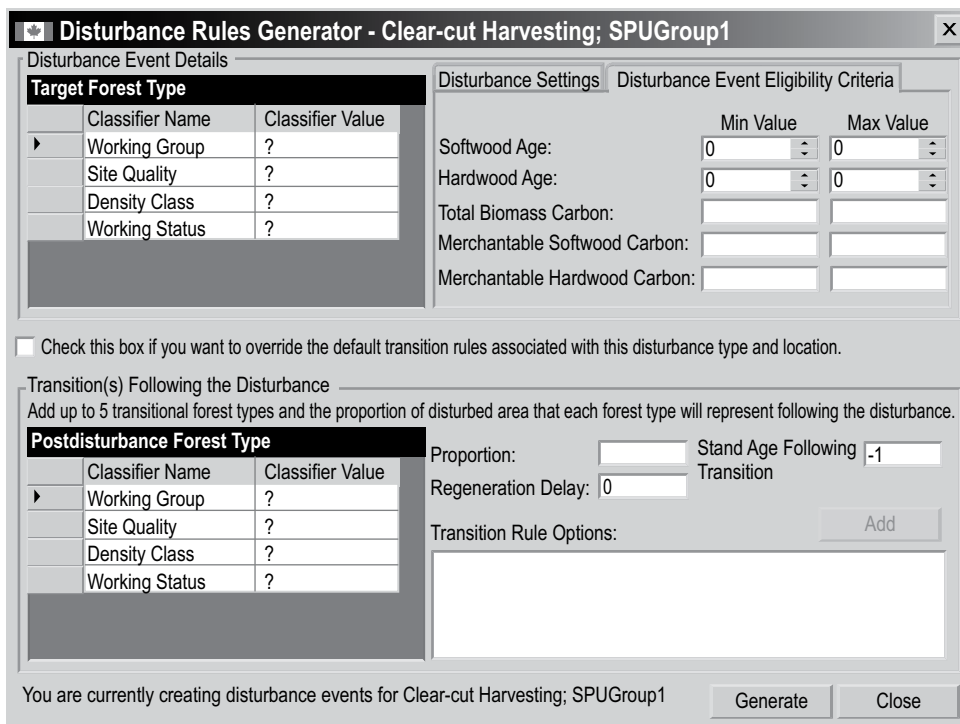 Disturbance Rules Generator - Clear-cut Harvesting; SPUGroup1
X
Disturbance Event Details
Target Forest Type
Classifier Name Classifier Value
Working Group ?
Site Quality ?
Density Class ?
Working Status ?
Disturbance Settings Disturbance Event Eligibility Criteria
Min Value Max Value
Softwood Age: 0 0
Hardwood Age: 0 0
Total Biomass Carbon:
Merchantable Softwood Carbon:
Merchantable Hardwood Carbon:
Check this box if you want to override the default transition rules associated with this disturbance type and location.
Transition(s) Following the Disturbance
Add up to 5 transitional forest types and the proportion of disturbed area that each forest type will represent following the disturbance.
Postdisturbance Forest Type
Classifier Name Classifier Value
Working Group ?
Site Quality ?
Density Class ?
Working Status ?
Proportion:
Stand Age Following
Transition
-1
Regeneration Delay: 0
Add
Transition Rule Options:
You are currently creating disturbance events for Clear-cut Harvesting; SPUGroup1
Generate Close